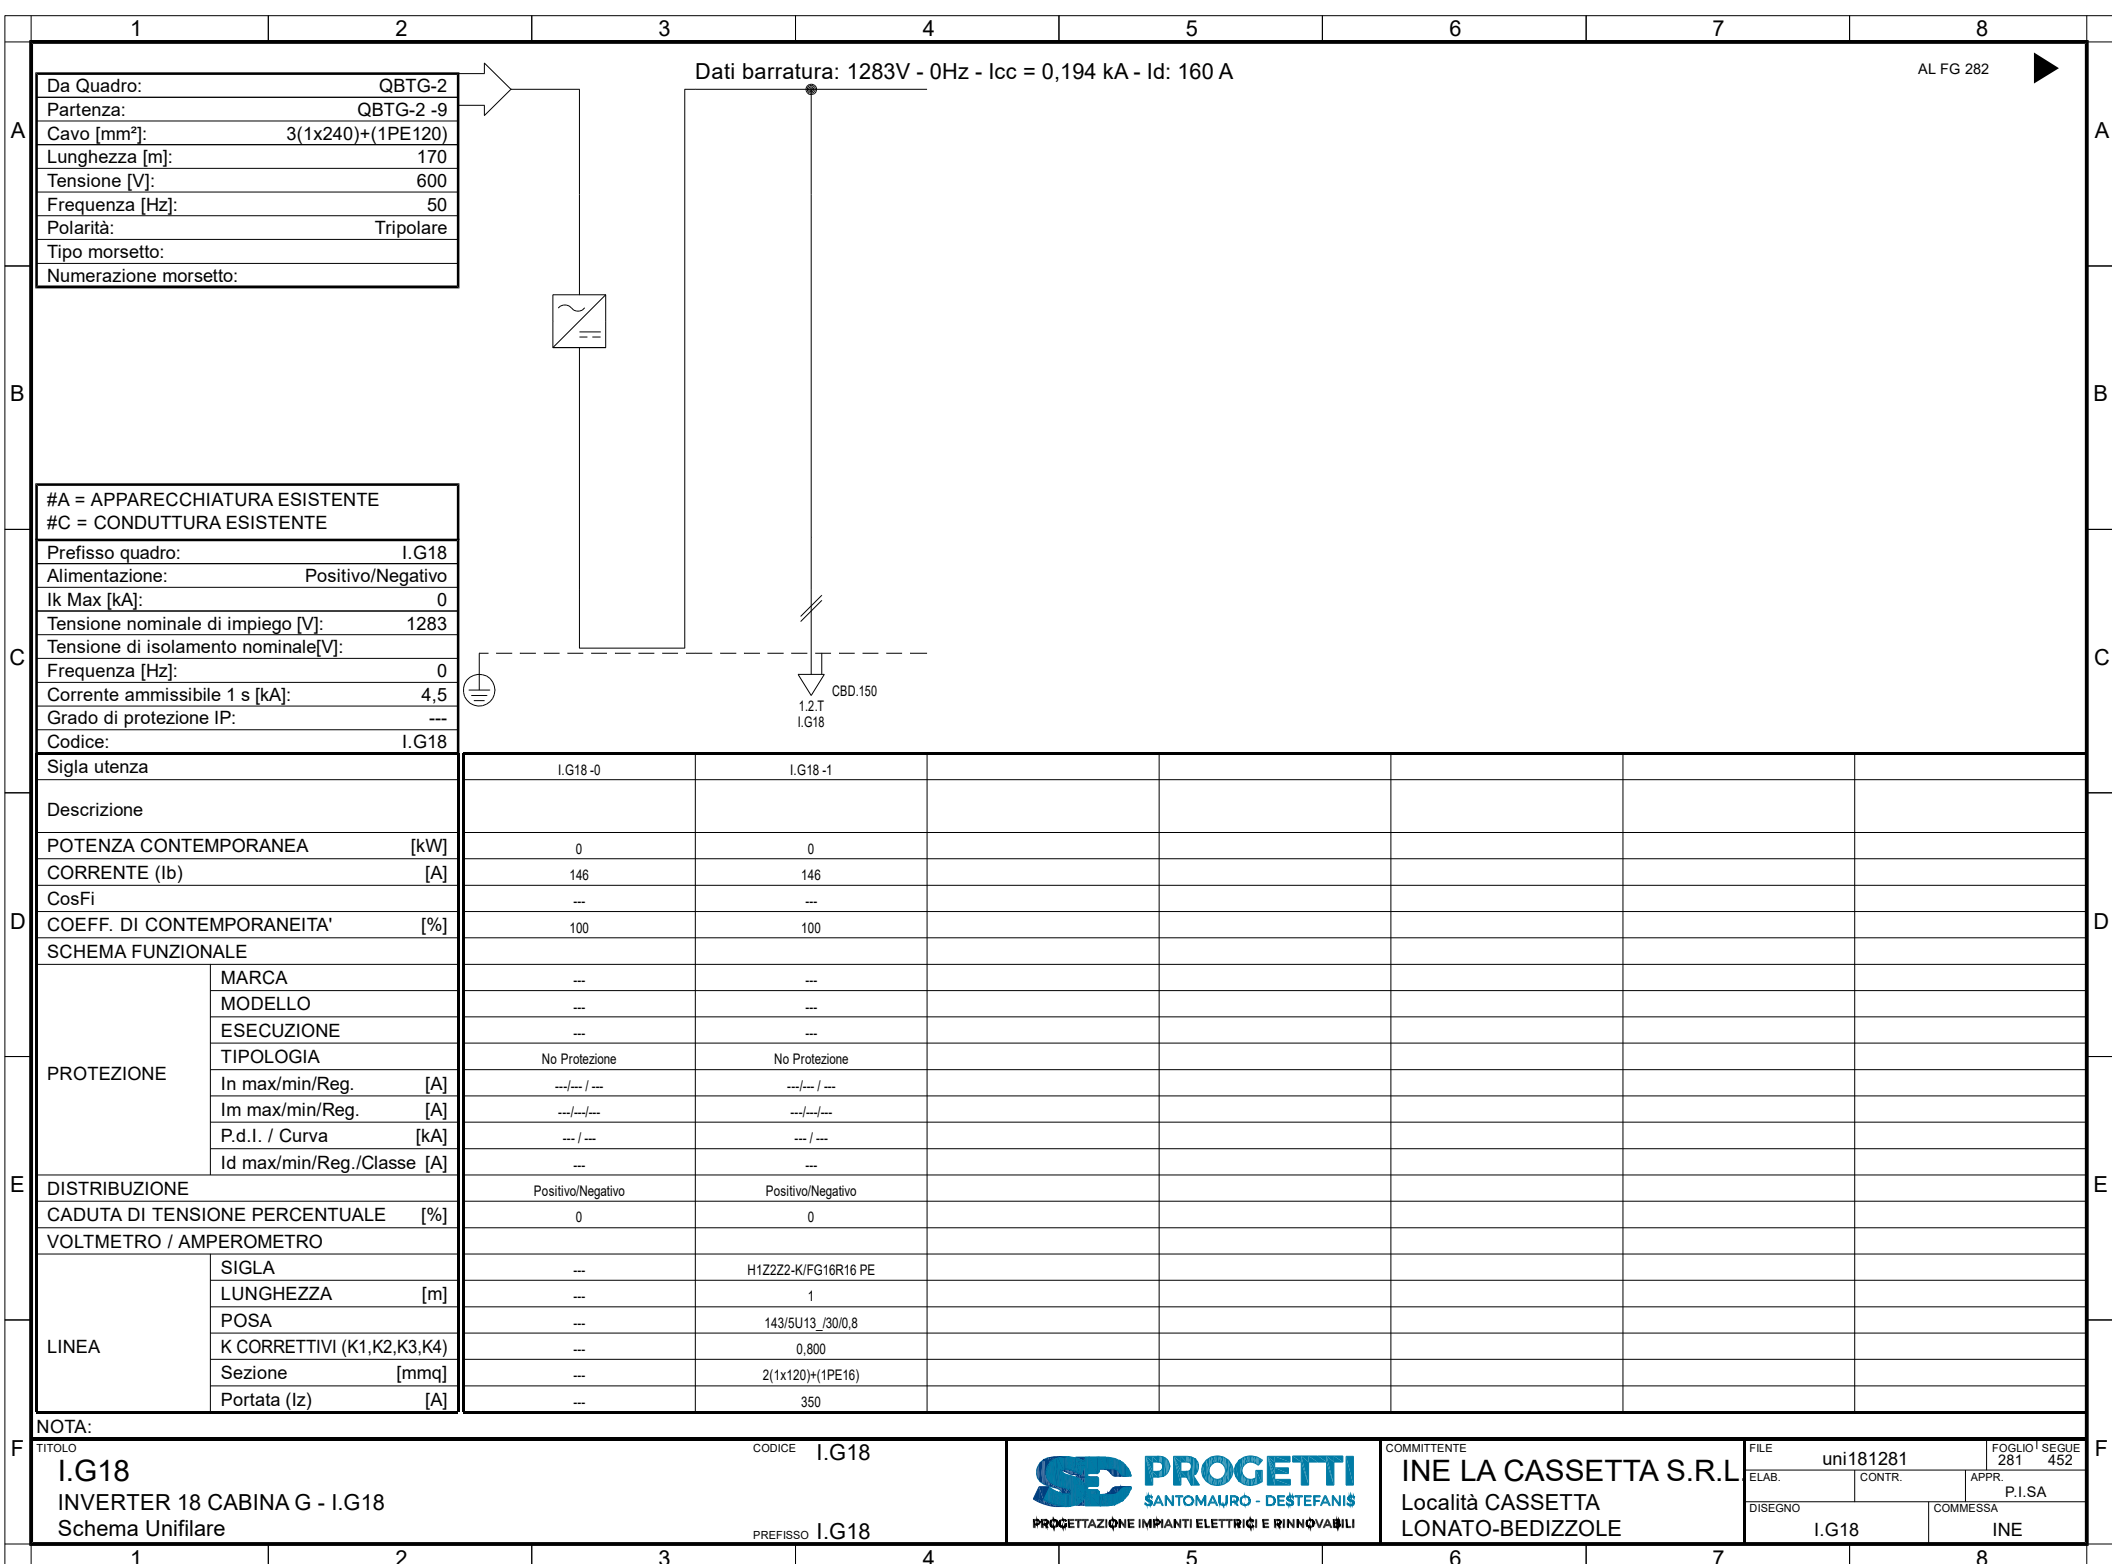 1 2 3 4 5 6 7 8
Dati barratura: 1283V - 0Hz - Icc = 0,194 kA - Id: 160 A
AL FG 282
Da Quadro: QBTG-2
Partenza: QBTG-2 -9
Cavo [mm²]: 3(1x240)+(1PE120)
Lunghezza [m]: 170
Tensione [V]: 600
Frequenza [Hz]: 50
Polarità: Tripolare
Tipo morsetto:
Numerazione morsetto:
A A
B B
#A = APPARECCHIATURA ESISTENTE
#C = CONDUTTURA ESISTENTE
Prefisso quadro: I.G18
Alimentazione: Positivo/Negativo
Ik Max [kA]: 0
Tensione nominale di impiego [V]: 1283
Tensione di isolamento nominale[V]:
Frequenza [Hz]: 0
Corrente ammissibile 1 s [kA]: 4,5
Grado di protezione IP: ---
Codice: I.G18
C C
CBD.150
1.2.T
I.G18
Sigla utenza I.G18 -0 I.G18 -1
Descrizione
POTENZA CONTEMPORANEA [kW] 0 0
CORRENTE (Ib) [A] 146 146
CosFi --- ---
D D
COEFF. DI CONTEMPORANEITA' [%] 100 100
SCHEMA FUNZIONALE
PROTEZIONE
MARCA --- ---
MODELLO --- ---
ESECUZIONE --- ---
TIPOLOGIA No Protezione No Protezione
In max/min/Reg. [A] ---/--- / --- ---/--- / ---
Im max/min/Reg. [A] ---/---/--- ---/---/---
P.d.I. / Curva [kA] --- / --- --- / ---
Id max/min/Reg./Classe [A] --- ---
E E
DISTRIBUZIONE Positivo/Negativo Positivo/Negativo
CADUTA DI TENSIONE PERCENTUALE [%] 0 0
VOLTMETRO / AMPEROMETRO
LINEA
SIGLA --- H1Z2Z2-K/FG16R16 PE
LUNGHEZZA [m] --- 1
POSA --- 143/5U13_/30/0,8
K CORRETTIVI (K1,K2,K3,K4) --- 0,800
Sezione [mmq] --- 2(1x120)+(1PE16)
Portata (Iz) [A] --- 350
NOTA:
F F
TITOLO
I.G18
INVERTER 18 CABINA G - I.G18
Schema Unifilare
CODICE I.G18
PREFISSO I.G18
PROGETTI
SANTOMAURO - DESTEFANIS
PROGETTAZIONE IMPIANTI ELETTRICI E RINNOVABILI
COMMITTENTE
INE LA CASSETTA S.R.L.
Località CASSETTA
LONATO-BEDIZZOLE
FILE uni181281
FOGLIO 281 SEGUE 452
ELAB. CONTR. APPR. P.I.SA
DISEGNO I.G18
COMMESSA INE
1 2 3 4 5 6 7 8